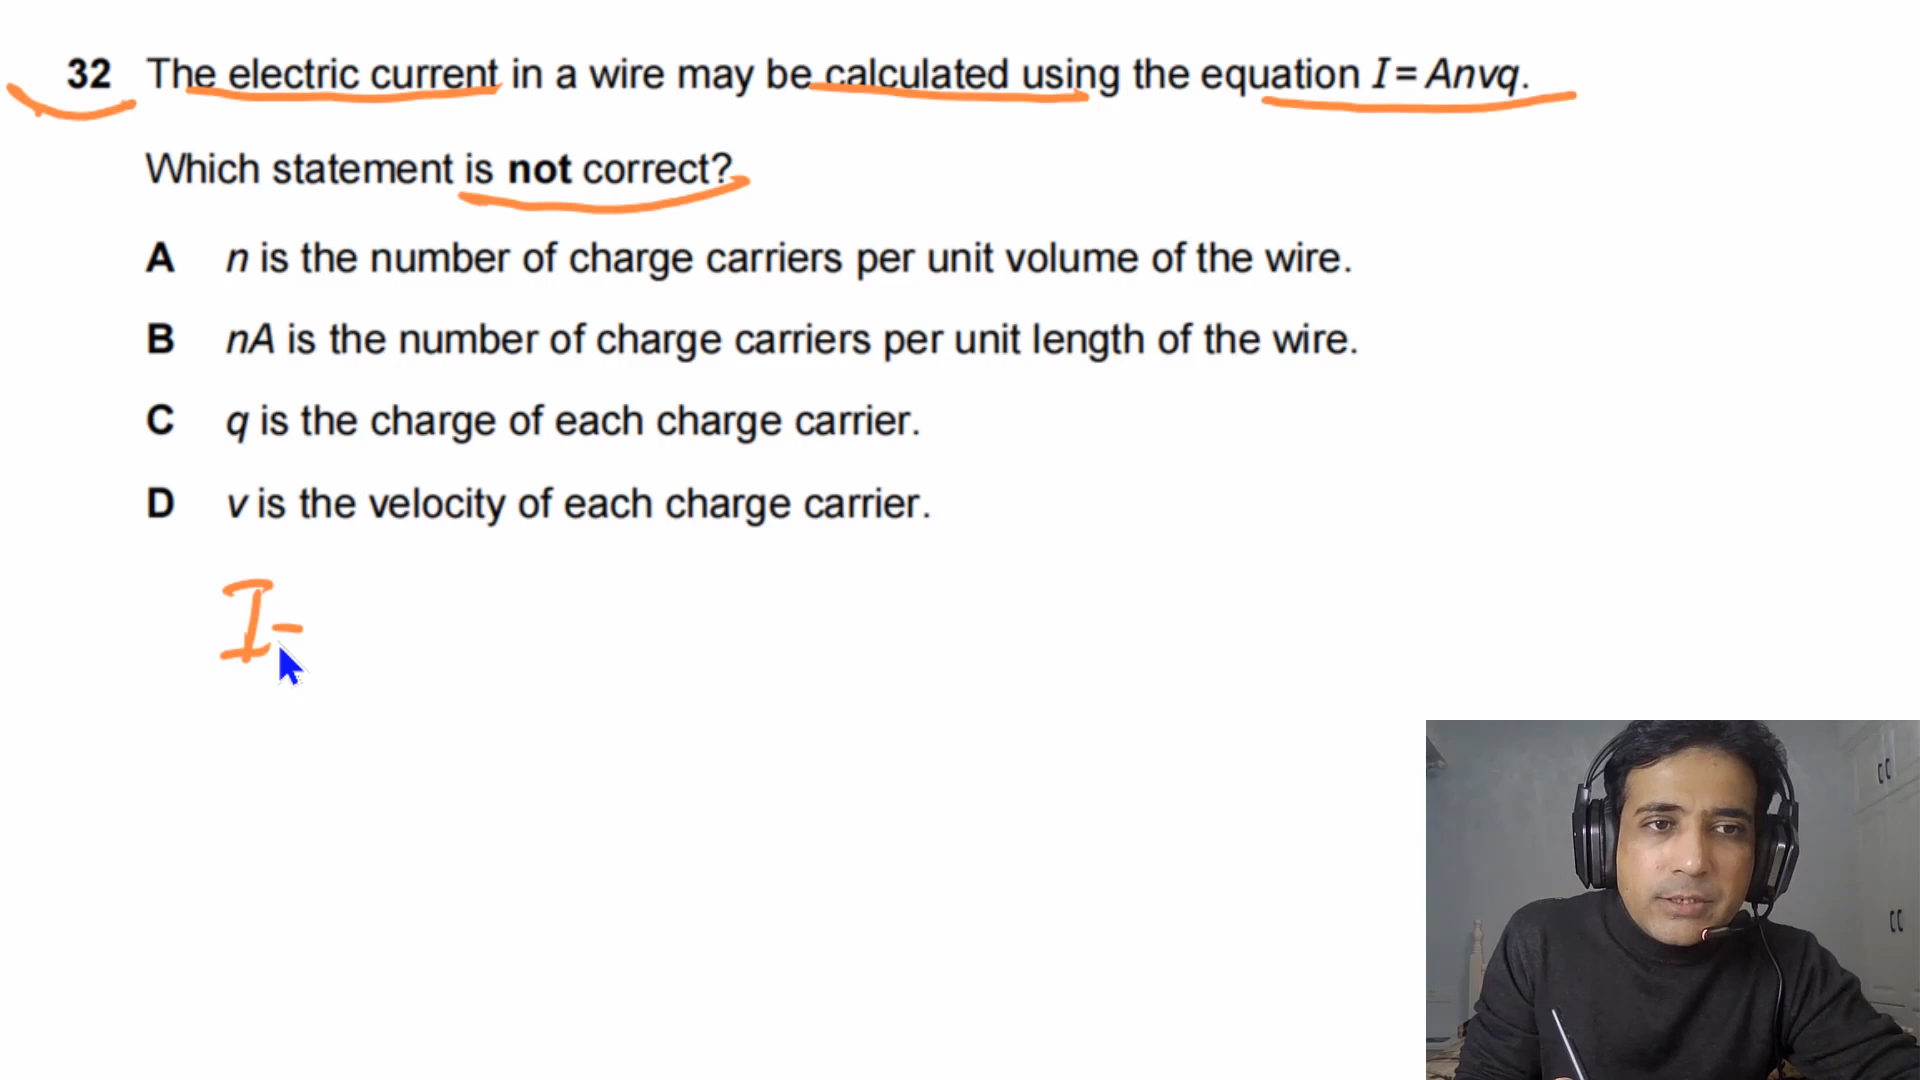 32 The electric current in a wire may be calculated using the equation I = Anvq.
Which statement is not correct?
A n is the number of charge carriers per unit volume of the wire.
B nA is the number of charge carriers per unit length of the wire.
C q is the charge of each charge carrier.
D v is the velocity of each charge carrier.
I-